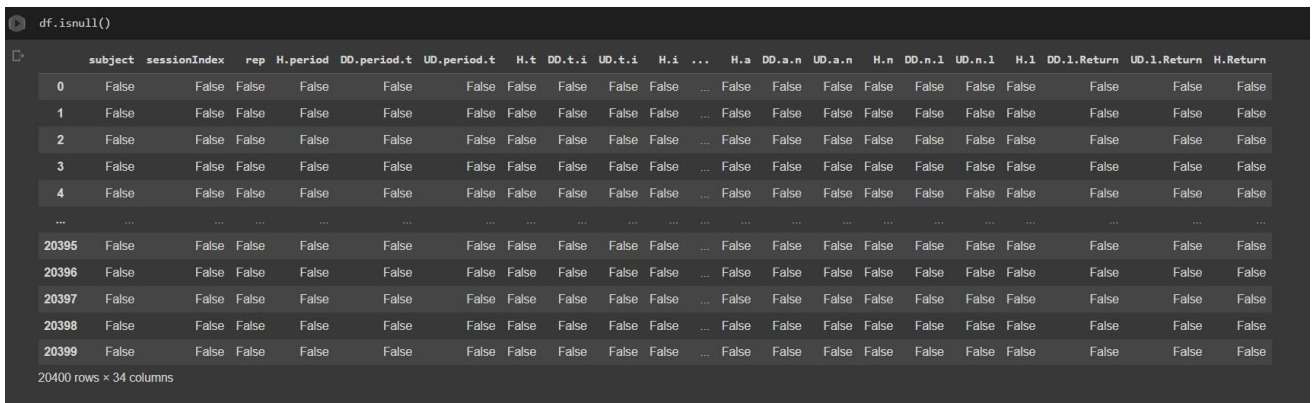 df.isnull()
subject sessionIndex rep H.period DD.period.t UD.period.t H.t DD.t.i UD.t.i H.i ... H.a DD.a.n UD.a.n H.n DD.n.l UD.n.l H.l DD.l.Return UD.l.Return H.Return
0 False False False False False False False False False False ... False False False False False False False False False False
1 False False False False False False False False False False ... False False False False False False False False False False
2 False False False False False False False False False False ... False False False False False False False False False False
3 False False False False False False False False False False ... False False False False False False False False False False
4 False False False False False False False False False False ... False False False False False False False False False False
... ... ... ... ... ... ... ... ... ... ... ... ... ... ... ... ... ... ... ... ... ...
20395 False False False False False False False False False False ... False False False False False False False False False False
20396 False False False False False False False False False False ... False False False False False False False False False False
20397 False False False False False False False False False False ... False False False False False False False False False False
20398 False False False False False False False False False False ... False False False False False False False False False False
20399 False False False False False False False False False False ... False False False False False False False False False False
20400 rows × 34 columns